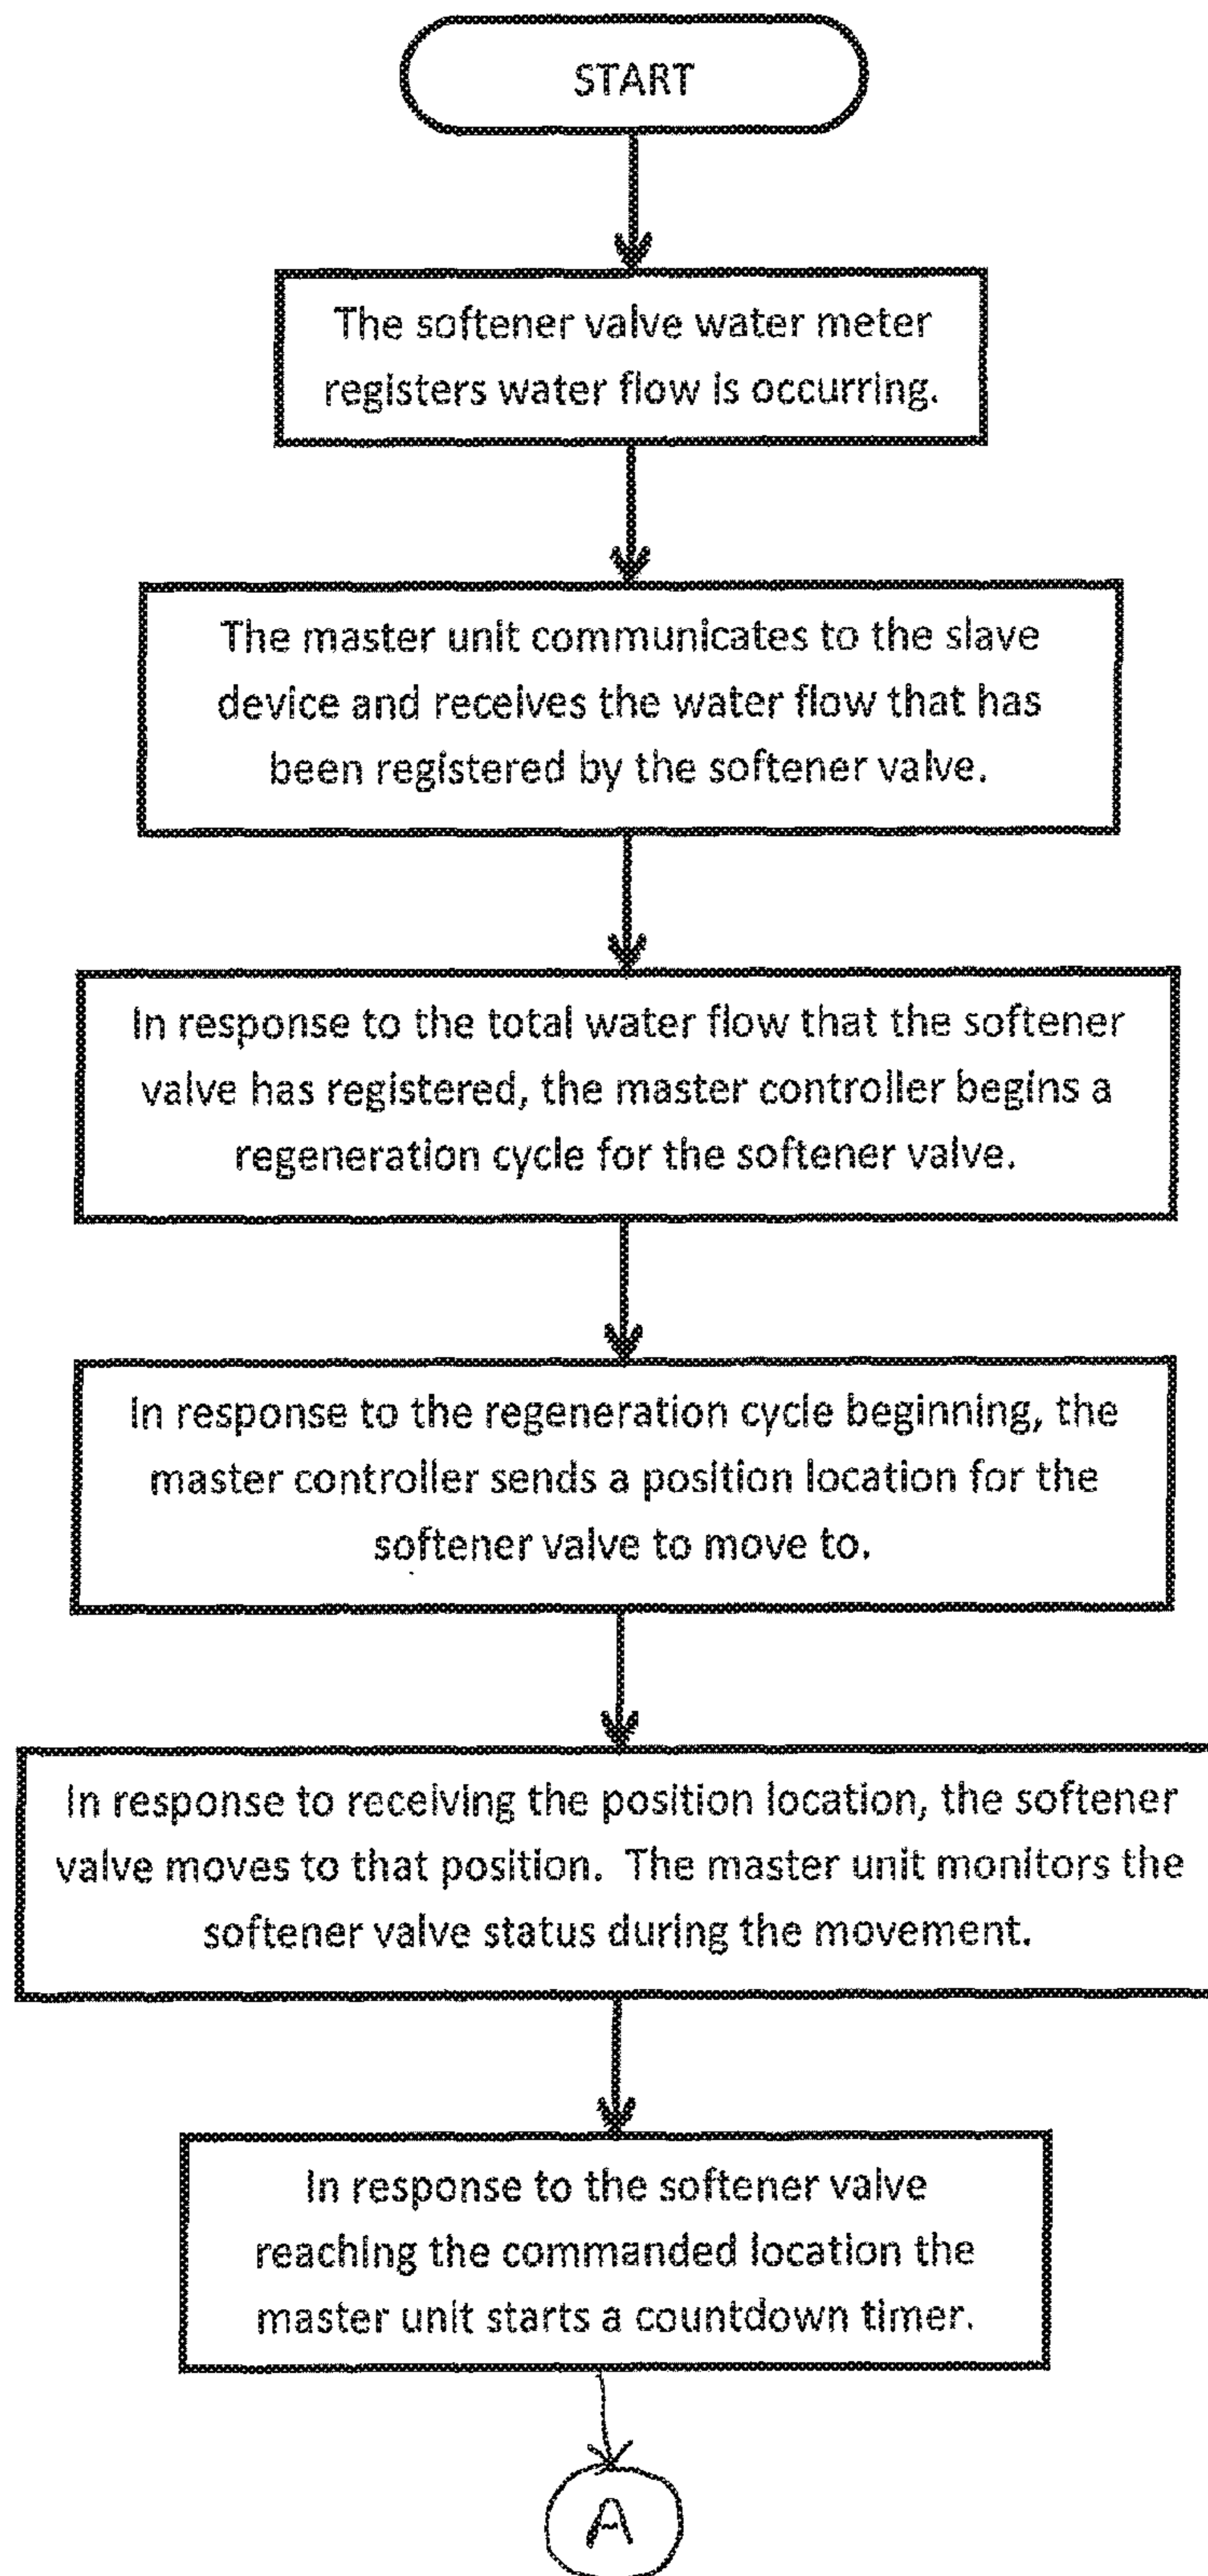 START
The softener valve water meter
registers water flow is occurring.
The master unit communicates to the slave
device and receives the water flow that has
been registered by the softener valve.
In response to the total water flow that the softener
valve has registered, the master controller begins a
regeneration cycle for the softener valve.
In response to the regeneration cycle beginning, the
master controller sends a position location for the
softener valve to move to.
In response to receiving the position location, the softener
valve moves to that position. The master unit monitors the
softener valve status during the movement.
In response to the softener valve
reaching the commanded location the
master unit starts a countdown timer.
A